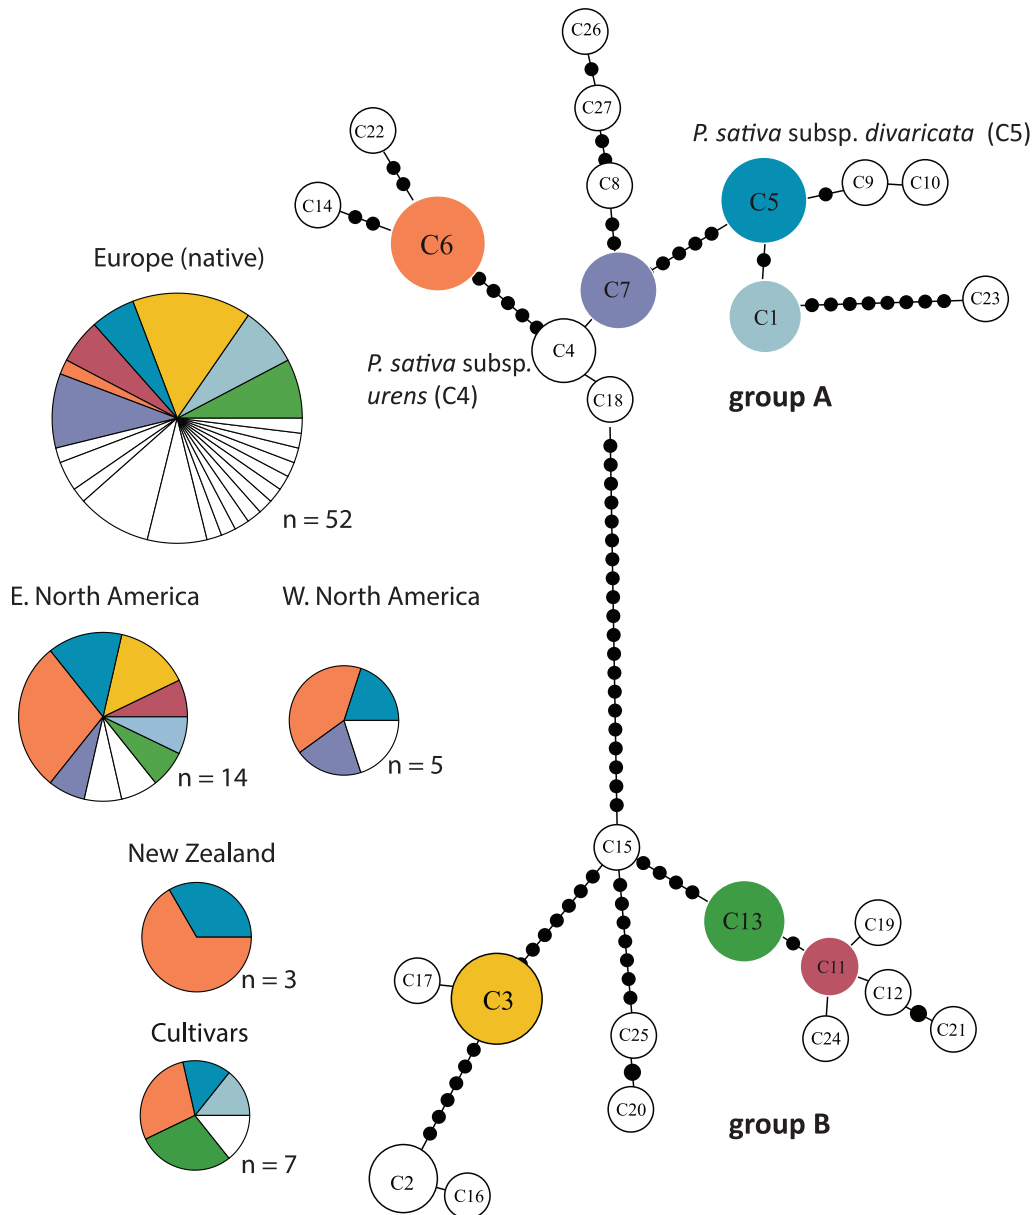 C26
C27
C22
P. sativa subsp. divaricata (C5)
C8
C9
C10
C14
C5
C6
Europe (native)
C7
C1
C23
C4
P. sativa subsp.
urens (C4)
group A
C18
n = 52
E. North America
W. North America
n = 5
n = 14
C15
New Zealand
C13
C19
C11
n = 3
C17
C3
C12
C24
C21
C25
Cultivars
C20
group B
n = 7
C2
C16